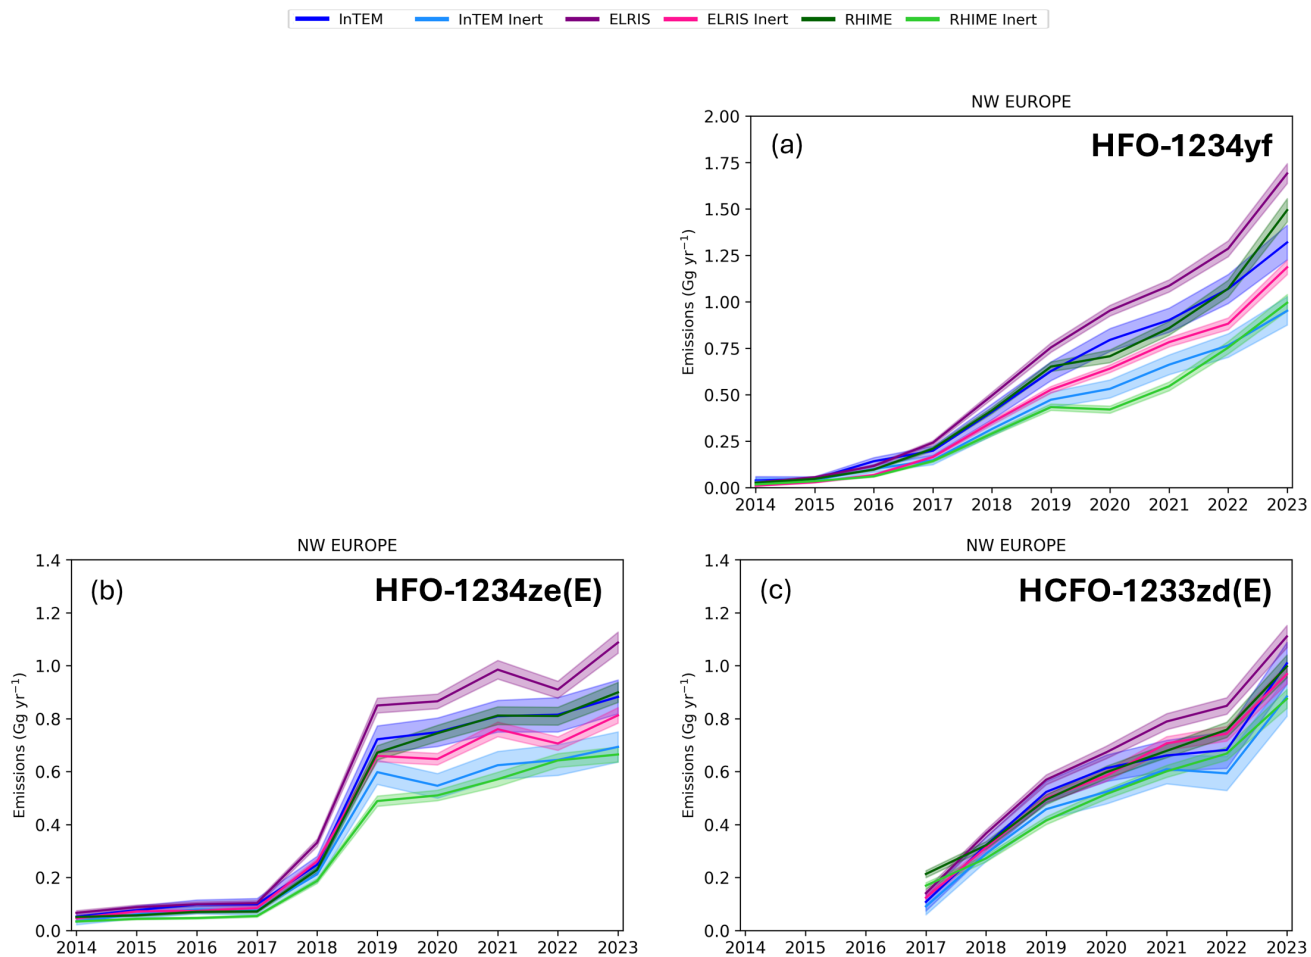 InTEM InTEM Inert ELRIS ELRIS Inert RHIME RHIME Inert
NW EUROPE
(a) HFO-1234yf
Emissions (Gg yr⁻¹)
2.00
1.75
1.50
1.25
1.00
0.75
0.50
0.25
0.00
2014 2015 2016 2017 2018 2019 2020 2021 2022 2023
NW EUROPE
(b) HFO-1234ze(E)
Emissions (Gg yr⁻¹)
1.4
1.2
1.0
0.8
0.6
0.4
0.2
0.0
2014 2015 2016 2017 2018 2019 2020 2021 2022 2023
NW EUROPE
(c) HCFO-1233zd(E)
Emissions (Gg yr⁻¹)
1.4
1.2
1.0
0.8
0.6
0.4
0.2
0.0
2014 2015 2016 2017 2018 2019 2020 2021 2022 2023